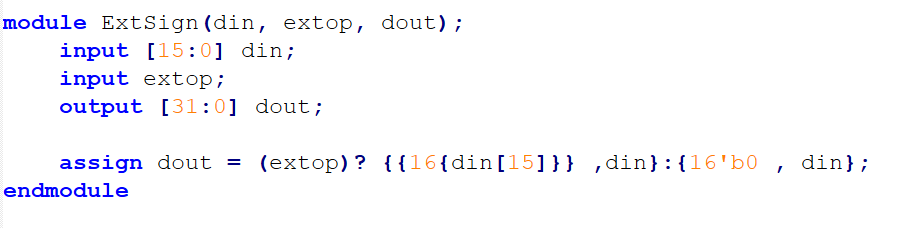 module ExtSign(din, extop, dout);
    input [15:0] din;
    input extop;
    output [31:0] dout;
    assign dout = (extop)? {{16{din[15]}} ,din}:{16'b0 , din};
endmodule